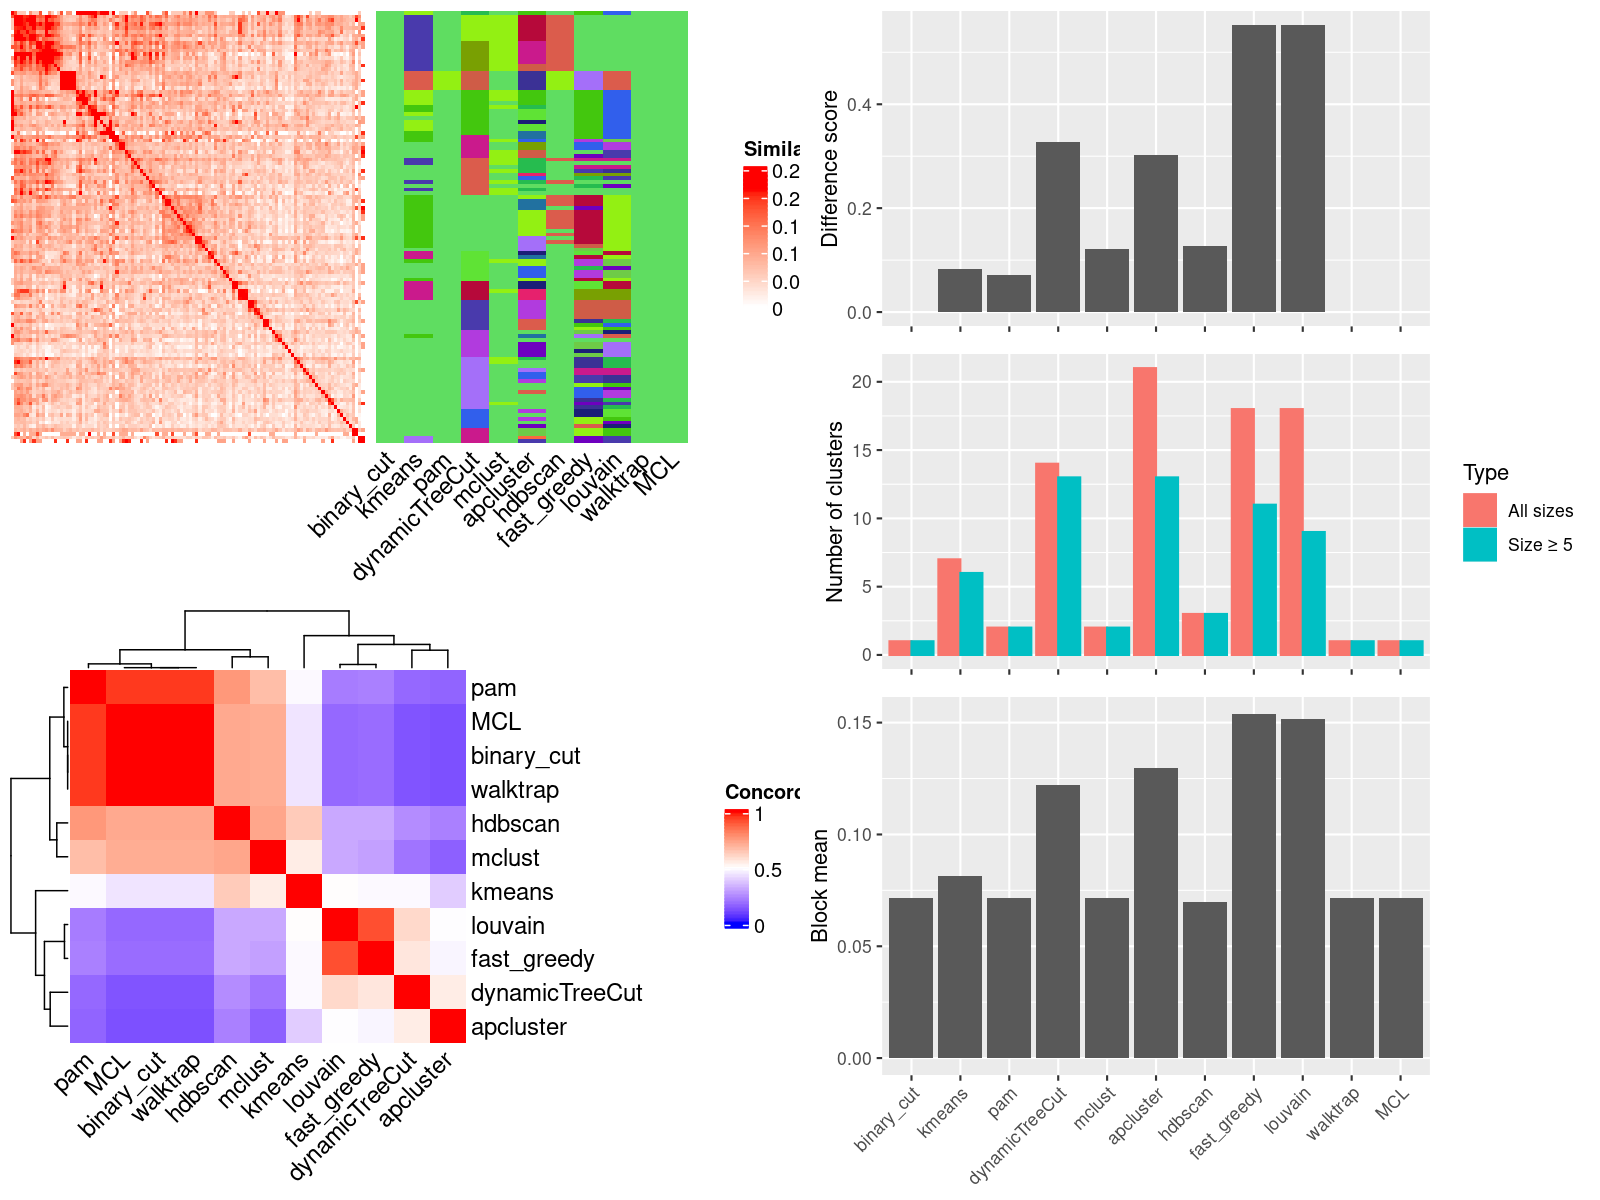 Simila
0.2
0.2
0.1
0.1
0.0
0
binary_cut
kmeans
pam
dynamicTreeCut
mclust
apcluster
hdbscan
fast_greedy
louvain
walktrap
MCL
pam
MCL
binary_cut
walktrap
hdbscan
mclust
kmeans
louvain
fast_greedy
dynamicTreeCut
apcluster
pam
MCL
binary_cut
walktrap
hdbscan
mclust
kmeans
louvain
fast_greedy
dynamicTreeCut
apcluster
Concord
1
0.5
0
Difference score
0.4
0.2
0.0
Number of clusters
20
15
10
5
0
Type
All sizes
Size ≥ 5
Block mean
0.15
0.10
0.05
0.00
binary_cut
kmeans
pam
dynamicTreeCut
mclust
apcluster
hdbscan
fast_greedy
louvain
walktrap
MCL